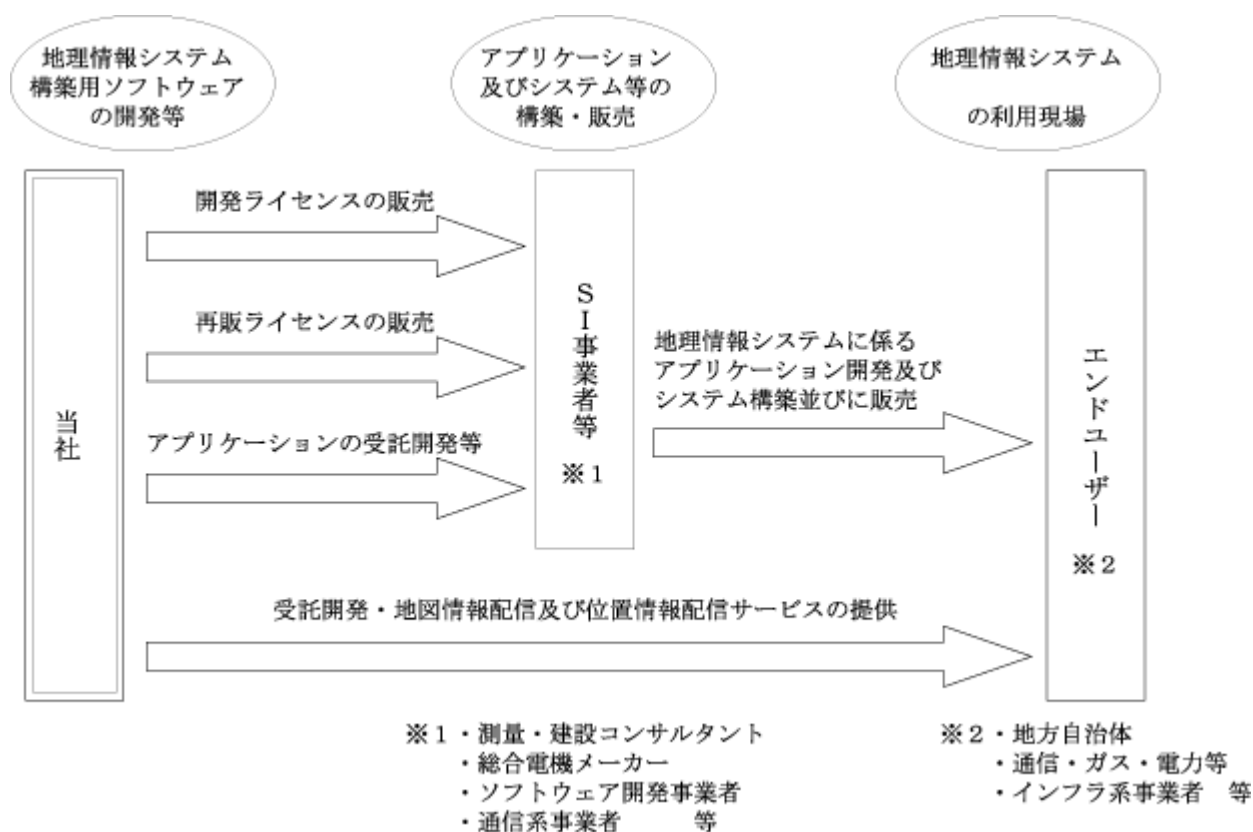 地理情報システム
構築用ソフトウェア
の開発等
アプリケーション
及びシステム等の
構築・販売
地理情報システム
の利用現場
開発ライセンスの販売
再販ライセンスの販売
アプリケーションの受託開発等
当社
SI事業者等
※1
地理情報システムに係る
アプリケーション開発及び
システム構築並びに販売
エンドユーザー
※2
受託開発・地図情報配信及び位置情報配信サービスの提供
※1・測量・建設コンサルタント
・総合電機メーカー
・ソフトウェア開発事業者
・通信系事業者 等
※2・地方自治体
・通信・ガス・電力等
・インフラ系事業者 等